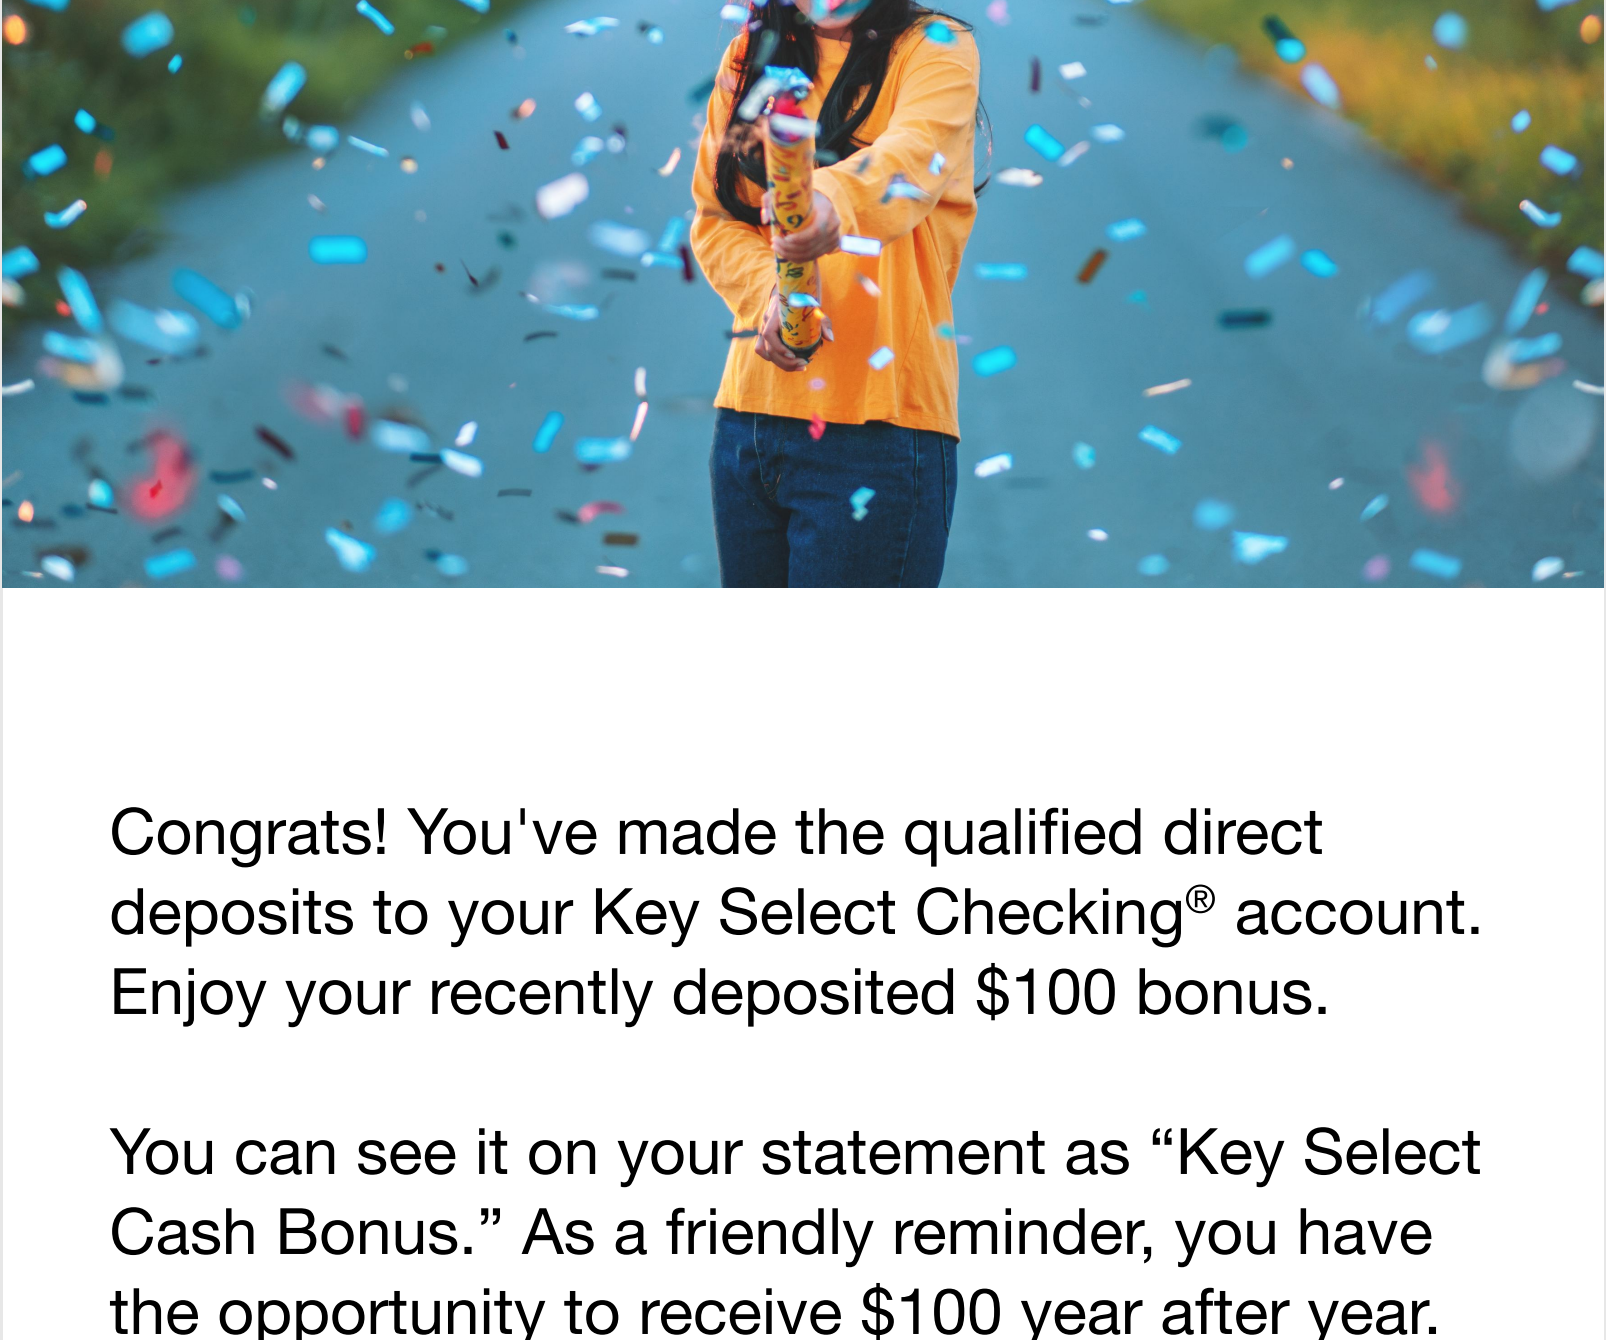 Congrats! You've made the qualified direct
deposits to your Key Select Checking® account.
Enjoy your recently deposited $100 bonus.
You can see it on your statement as “Key Select
Cash Bonus.” As a friendly reminder, you have
the opportunity to receive $100 year after year.